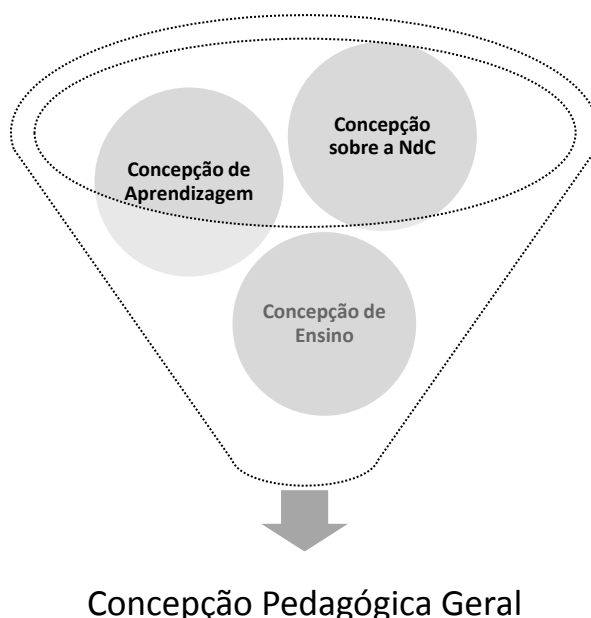 Concepção
sobre a NdC
Concepção de
Aprendizagem
Concepção de
Ensino
Concepção Pedagógica Geral